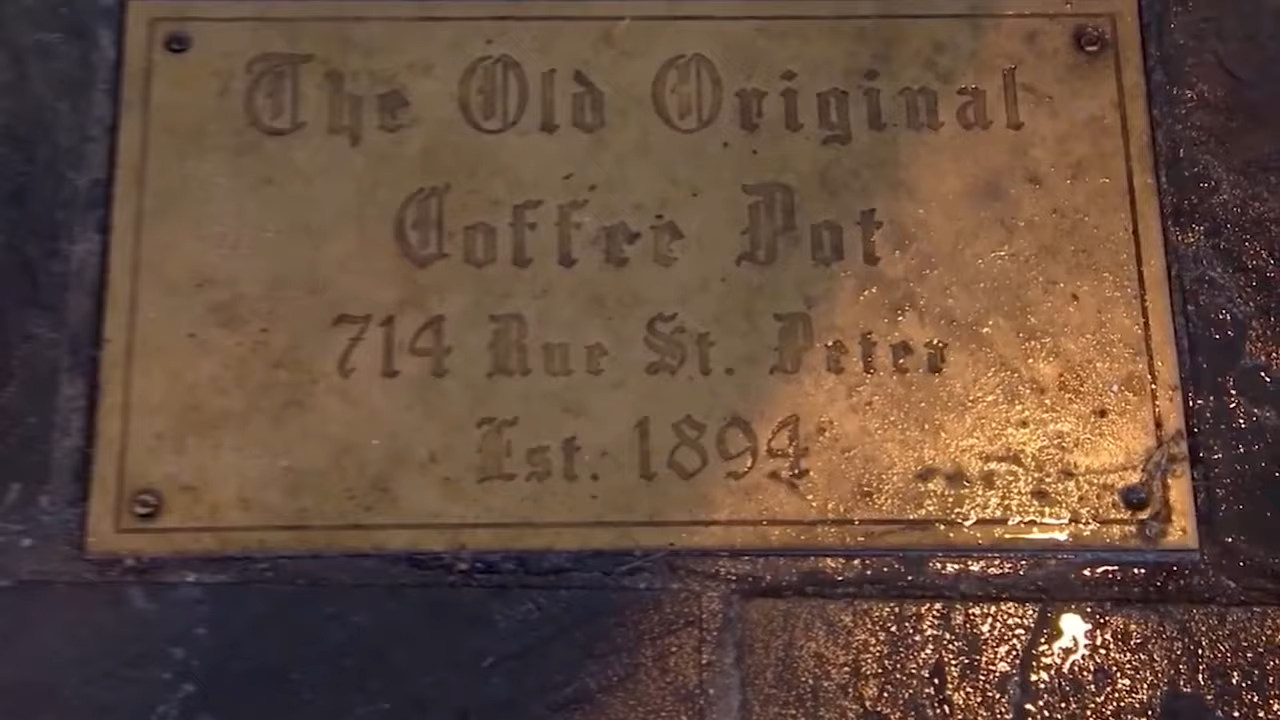 The Old Original
Coffee Pot
714 Rue St. Peter
Est. 1894